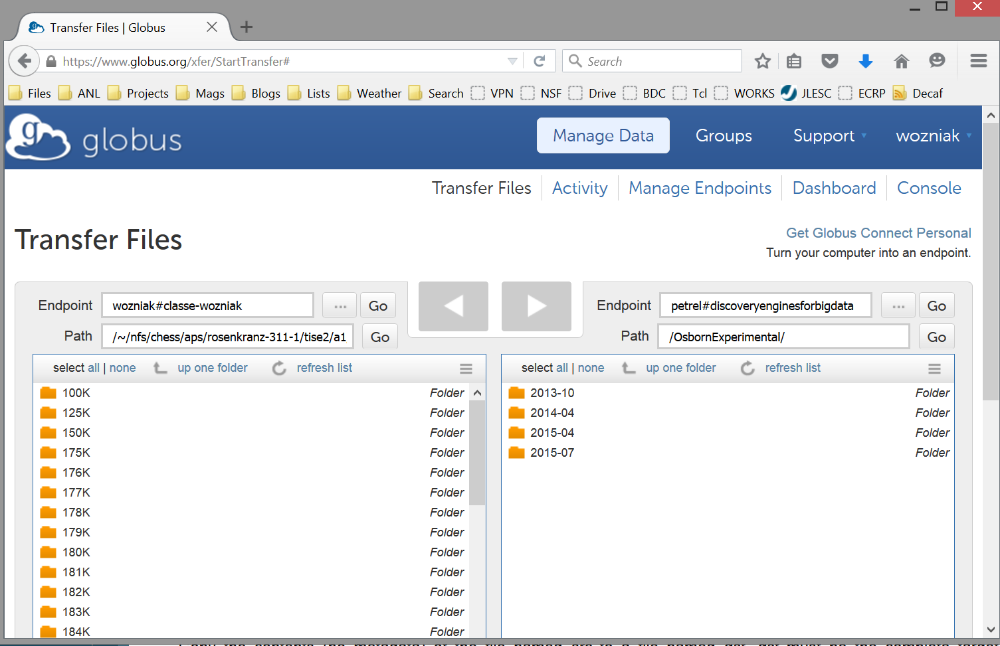 Transfer Files | Globus
https://www.globus.org/xfer/StartTransfer#
Search
Files ANL Projects Mags Blogs Lists Weather Search VPN NSF Drive BDC Tcl WORKS JLESC ECRP Decaf
g globus
Manage Data Groups Support wozniak
Transfer Files Activity Manage Endpoints Dashboard Console
Transfer Files
Get Globus Connect Personal
Turn your computer into an endpoint.
Endpoint wozniak#classe-wozniak ... Go
Path /~/nfs/chess/aps/rosenkranz-311-1/tise2/a1 Go
select all | none up one folder refresh list
100K Folder
125K Folder
150K Folder
175K Folder
176K Folder
177K Folder
178K Folder
179K Folder
180K Folder
181K Folder
182K Folder
183K Folder
184K Folder
Endpoint petrel#discoveryenginesforbigdata ... Go
Path /OsbornExperimental/ Go
select all | none up one folder refresh list
2013-10 Folder
2014-04 Folder
2015-04 Folder
2015-07 Folder